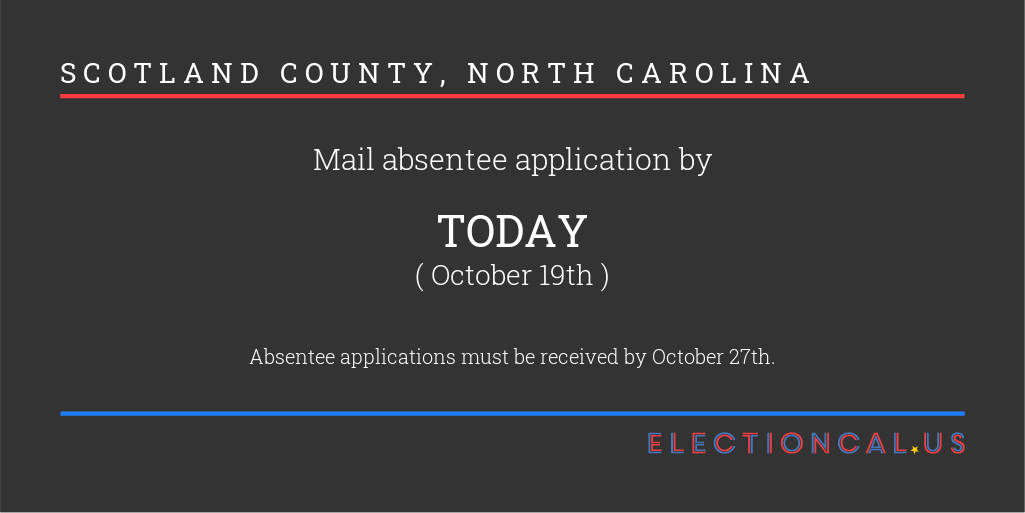 SCOTLAND COUNTY, NORTH CAROLINA
Mail absentee application by
TODAY
( October 19th )
Absentee applications must be received by October 27th.
ELECTIONCAL.US